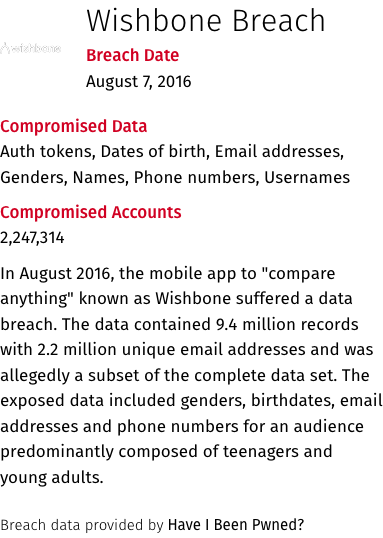 Wishbone Breach
wishbone
Breach Date
August 7, 2016
Compromised Data
Auth tokens, Dates of birth, Email addresses,
Genders, Names, Phone numbers, Usernames
Compromised Accounts
2,247,314
In August 2016, the mobile app to "compare
anything" known as Wishbone suffered a data
breach. The data contained 9.4 million records
with 2.2 million unique email addresses and was
allegedly a subset of the complete data set. The
exposed data included genders, birthdates, email
addresses and phone numbers for an audience
predominantly composed of teenagers and
young adults.
Breach data provided by Have I Been Pwned?